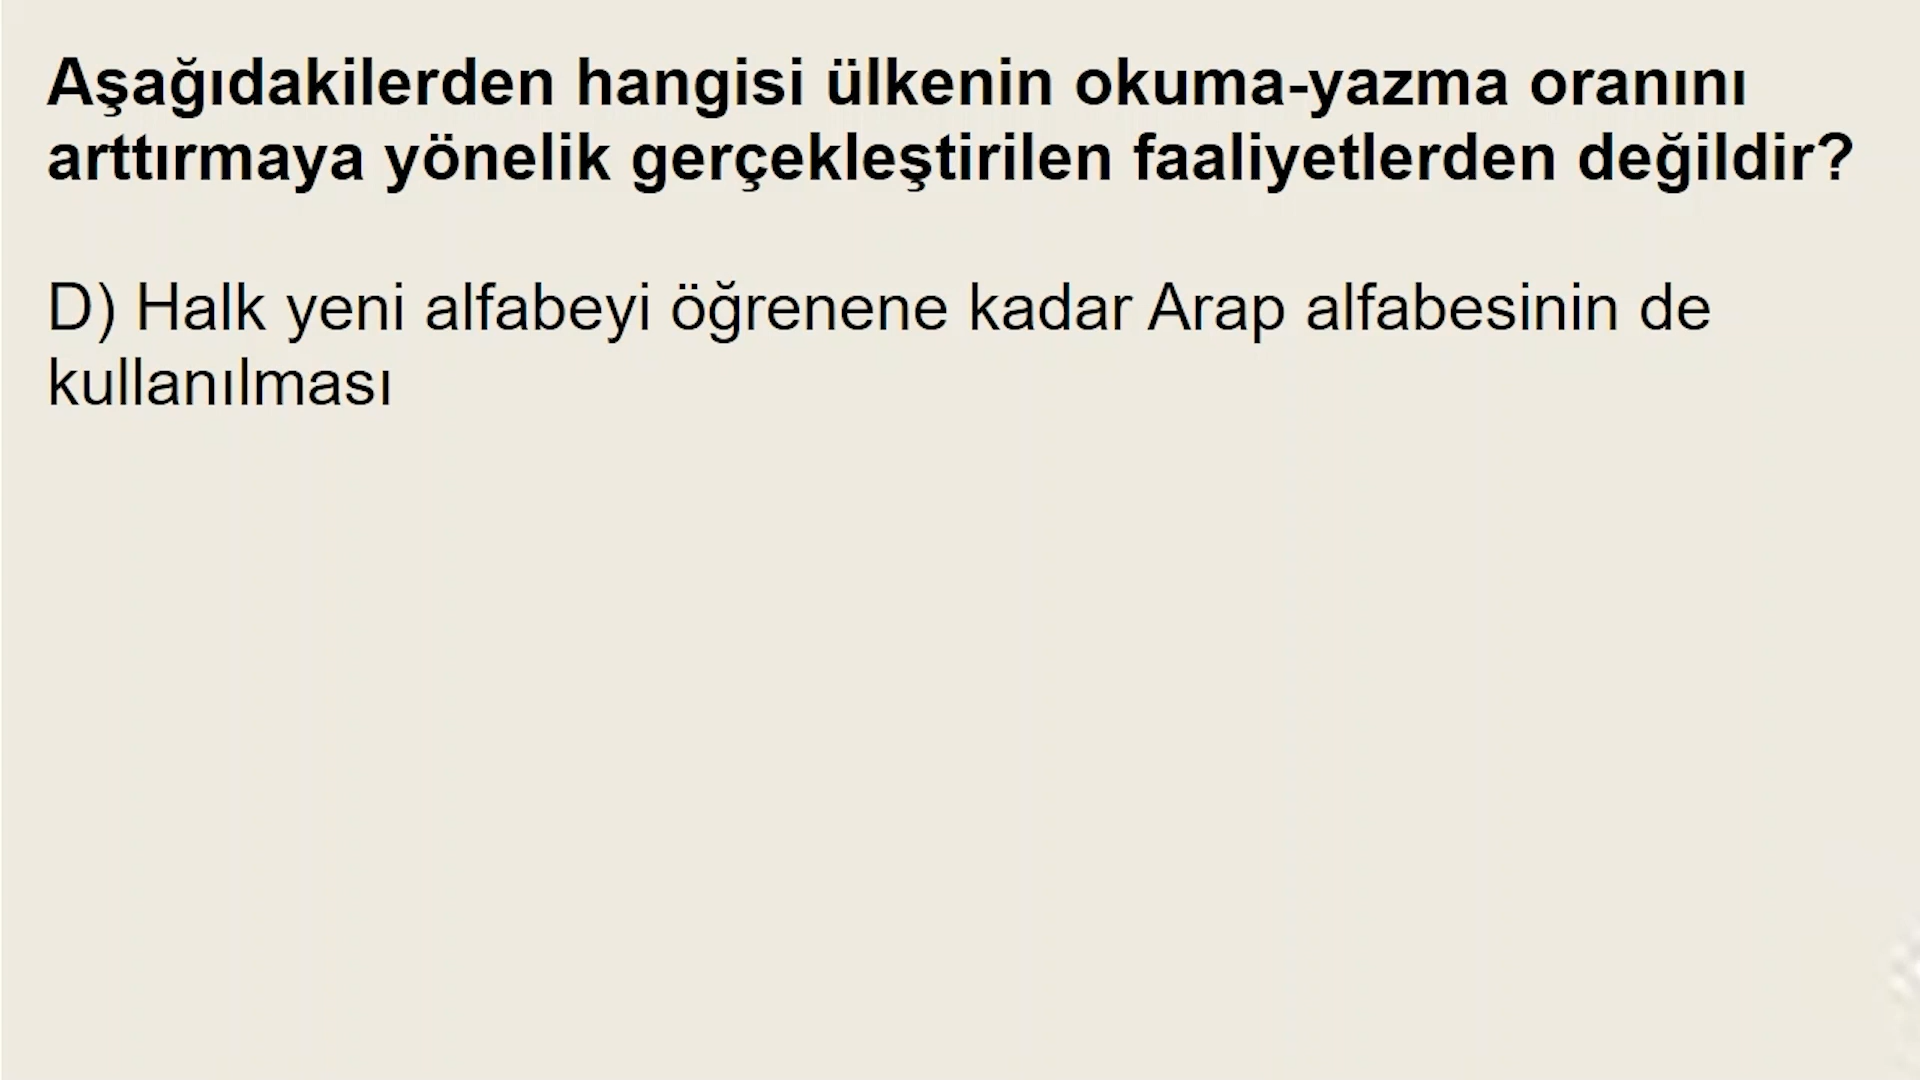 Aşağıdakilerden hangisi ülkenin okuma-yazma oranını
arttırmaya yönelik gerçekleştirilen faaliyetlerden değildir?
D) Halk yeni alfabeyi öğrenene kadar Arap alfabesinin de
kullanılması